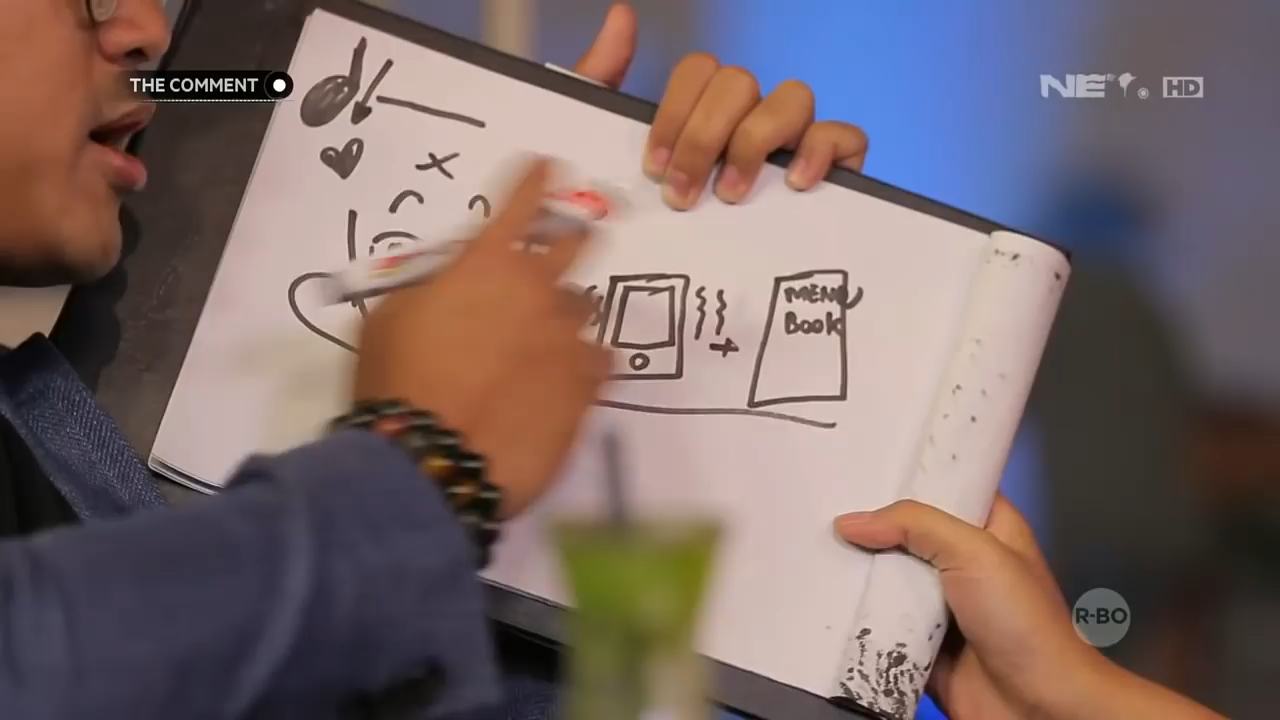 THE COMMENT
NET.
HD
MENU
Book
R-BO